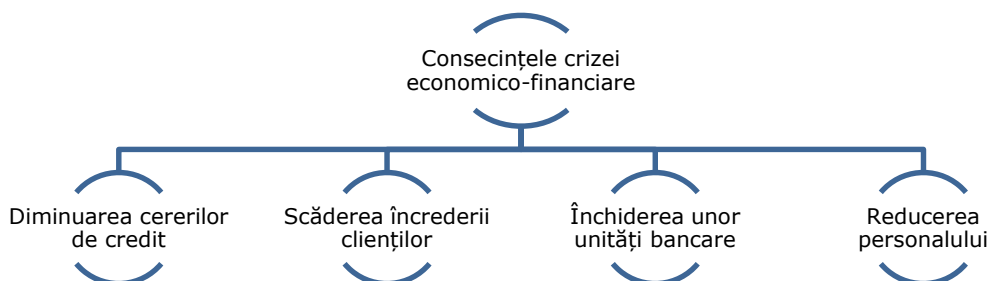 Consecințele crizei
economico-financiare
Diminuarea cererilor
de credit
Scăderea încrederii
clienților
Închiderea unor
unități bancare
Reducerea
personalului